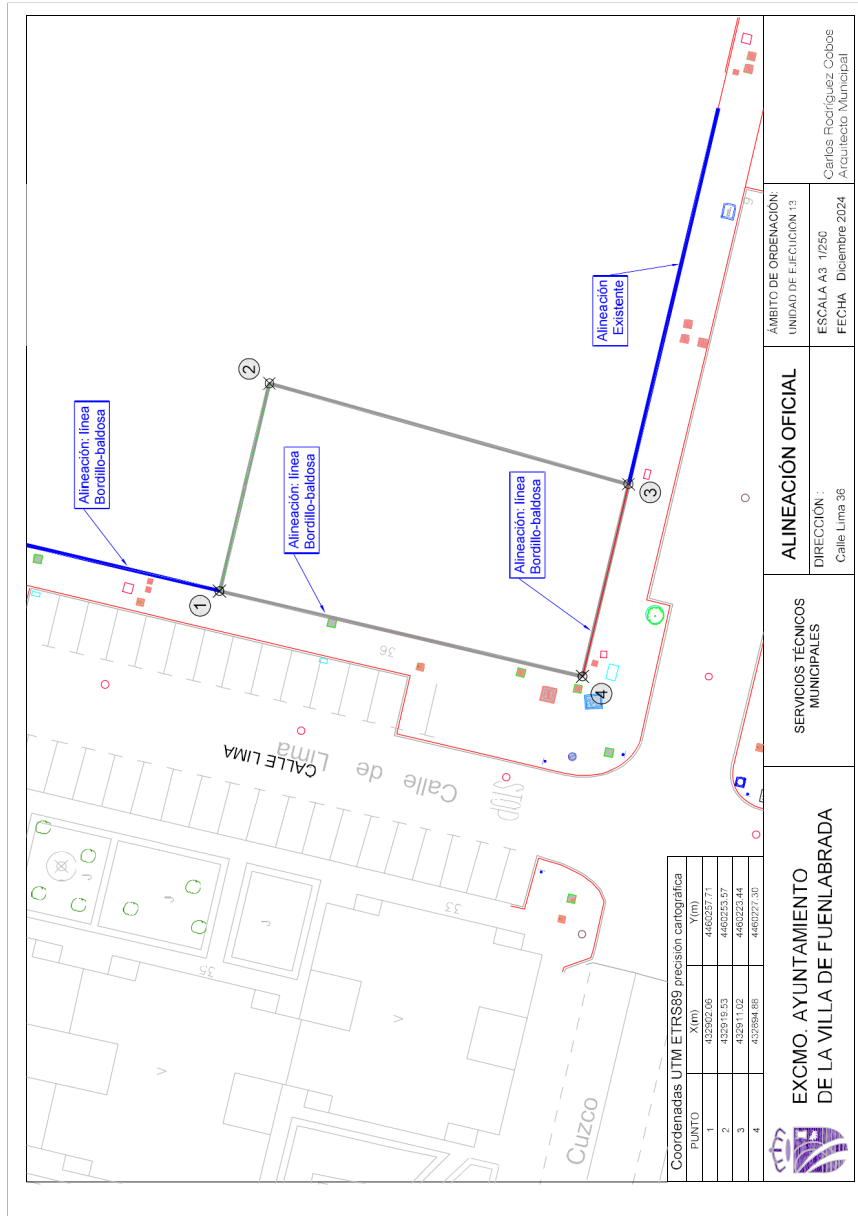 Alineación: línea
Bordillo-baldosa
Alineación: línea
Bordillo-baldosa
Alineación: línea
Bordillo-baldosa
Alineación
Existente
1
2
3
4
36
9
CALLE LIMA
Calle de Lima
STOP
33
35
V
V
Cuzco
Coordenadas UTM ETRS89 precisión cartográfica
PUNTO X(m) Y(m)
1 432902.06 4460257.71
2 432919.53 4460253.57
3 432911.02 4460223.44
4 432894.88 4460227.30
EXCMO. AYUNTAMIENTO
DE LA VILLA DE FUENLABRADA
SERVICIOS TÉCNICOS
MUNICIPALES
ALINEACIÓN OFICIAL
DIRECCIÓN :
Calle Lima 36
ÁMBITO DE ORDENACIÓN:
UNIDAD DE EJECUCIÓN 13
ESCALA A3 1/250
FECHA Diciembre 2024
Carlos Rodríguez Cobos
Arquitecto Municipal